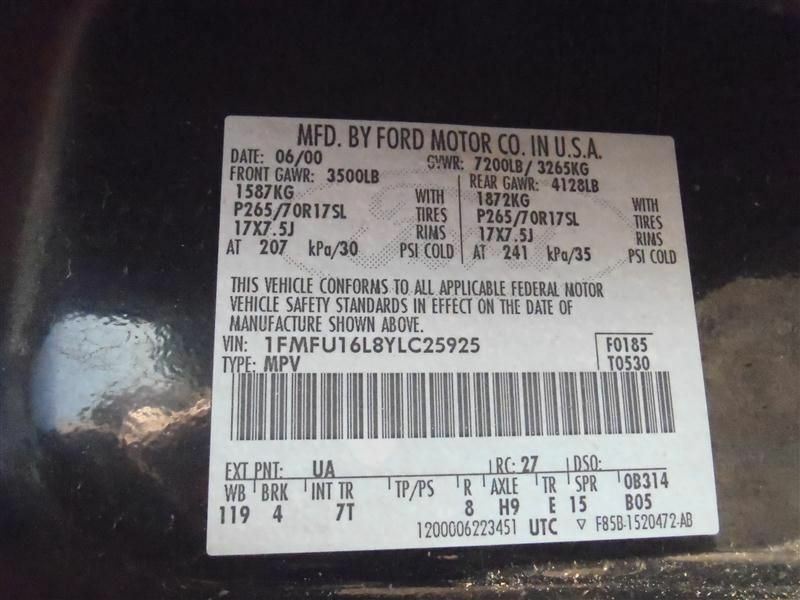 MFD. BY FORD MOTOR CO. IN U.S.A.
DATE: 06/00 GVWR: 7200LB/ 3265KG
FRONT GAWR: 3500LB REAR GAWR: 4128LB
1587KG WITH 1872KG WITH
P265/70R17SL TIRES P265/70R17SL TIRES
17X7.5J RIMS 17X7.5J RIMS
AT 207 kPa/30 PSI COLD AT 241 kPa/35 PSI COLD
THIS VEHICLE CONFORMS TO ALL APPLICABLE FEDERAL MOTOR
VEHICLE SAFETY STANDARDS IN EFFECT ON THE DATE OF
MANUFACTURE SHOWN ABOVE.
VIN: 1FMFU16L8YLC25925 F0185
TYPE: MPV T0530
EXT PNT: UA RC: 27 DSO:
WB BRK INT TR TP/PS R AXLE TR SPR 0B314
119 4 7T 8 H9 E 15 B05
1200006223451 UTC ▽ F85B-1520472-AB